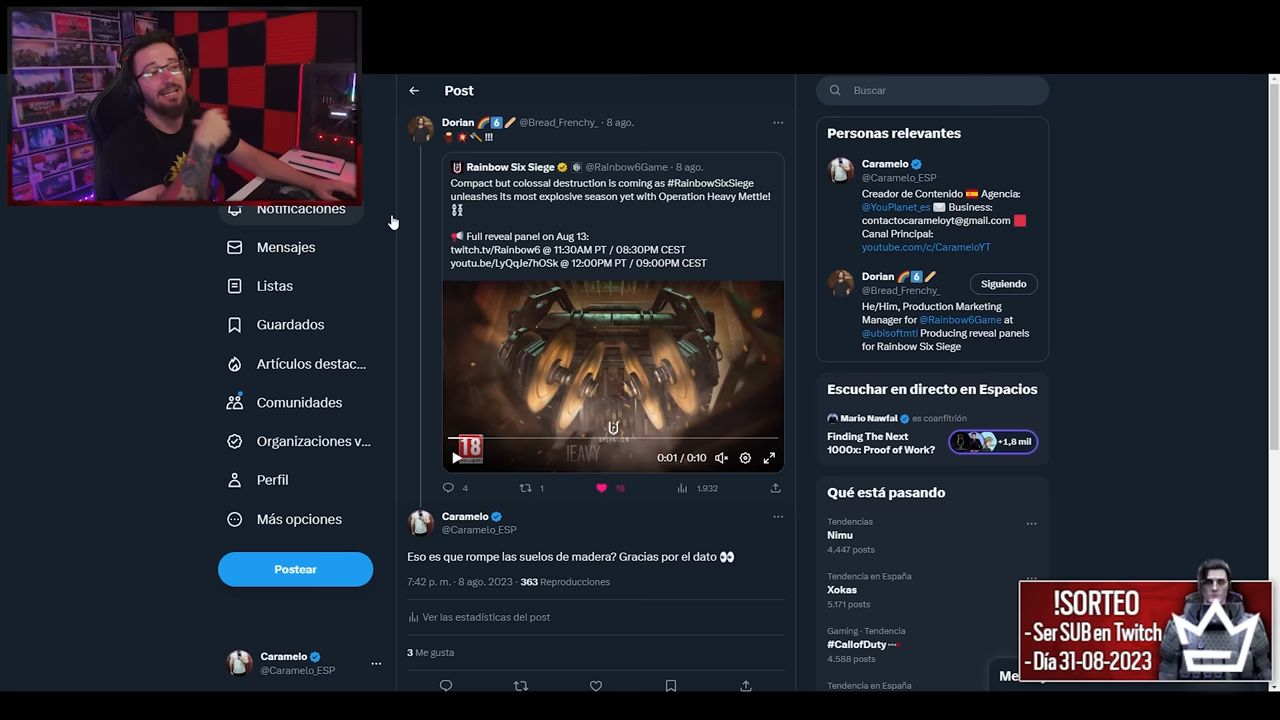 Notificaciones
Mensajes
Listas
Guardados
Artículos destac...
Comunidades
Organizaciones v...
Perfil
Más opciones
Postear
Caramelo
@Caramelo_ESP
Post
Dorian @Bread_Frenchy_ · 8 ago.
!!!
Rainbow Six Siege @Rainbow6Game · 8 ago.
Compact but colossal destruction is coming as #RainbowSixSiege
unleashes its most explosive season yet with Operation Heavy Mettle!
Full reveal panel on Aug 13:
twitch.tv/Rainbow6 @ 11:30AM PT / 08:30PM CEST
youtu.be/LyQqJe7hOSk @ 12:00PM PT / 09:00PM CEST
OPERATION
HEAVY
18
0:01 / 0:10
4
1
18
1.932
Caramelo
@Caramelo_ESP
Eso es que rompe las suelos de madera? Gracias por el dato
7:42 p. m. · 8 ago. 2023 · 363 Reproducciones
Ver las estadísticas del post
3 Me gusta
Buscar
Personas relevantes
Caramelo
@Caramelo_ESP
Creador de Contenido Agencia:
@YouPlanet_es Business:
contactocarameloyt@gmail.com
Canal Principal:
youtube.com/c/CarameloYT
Dorian
@Bread_Frenchy_
Siguiendo
He/Him, Production Marketing
Manager for @Rainbow6Game at
@ubisoftmtl Producing reveal panels
for Rainbow Six Siege
Escuchar en directo en Espacios
Mario Nawfal es coanfitrión
Finding The Next
1000x: Proof of Work?
+1,8 mil
Qué está pasando
Tendencias
Nimu
4.447 posts
Tendencia en España
Xokas
5.171 posts
Gaming · Tendencia
#CallofDuty
4.588 posts
Tendencia en España
!SORTEO
- Ser SUB en Twitch
- Día 31-08-2023